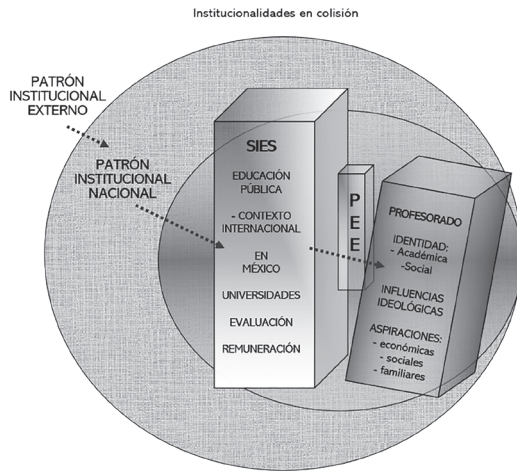 Institucionalidades en colisión
PATRÓN
INSTITUCIONAL
EXTERNO
PATRÓN
INSTITUCIONAL
NACIONAL
SIES
EDUCACIÓN
PÚBLICA
- CONTEXTO
INTERNACIONAL
EN
MÉXICO
UNIVERSIDADES
EVALUACIÓN
REMUNERACIÓN
P
E
E
PROFESORADO
IDENTIDAD:
- Académica
-Social
INFLUENCIAS
IDEOLÓGICAS
ASPIRACIONES:
- económicas
- sociales
- familiares